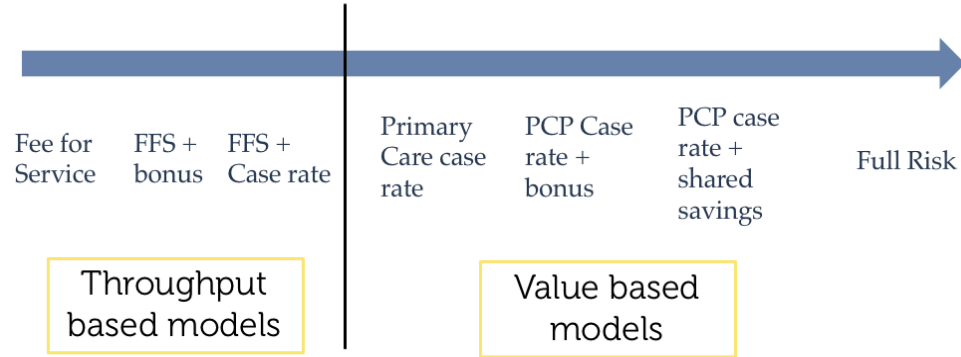 Fee for
Service
FFS +
bonus
FFS +
Case rate
Primary
Care case
rate
PCP Case
rate +
bonus
PCP case
rate +
shared
savings
Full Risk
Throughput
based models
Value based
models